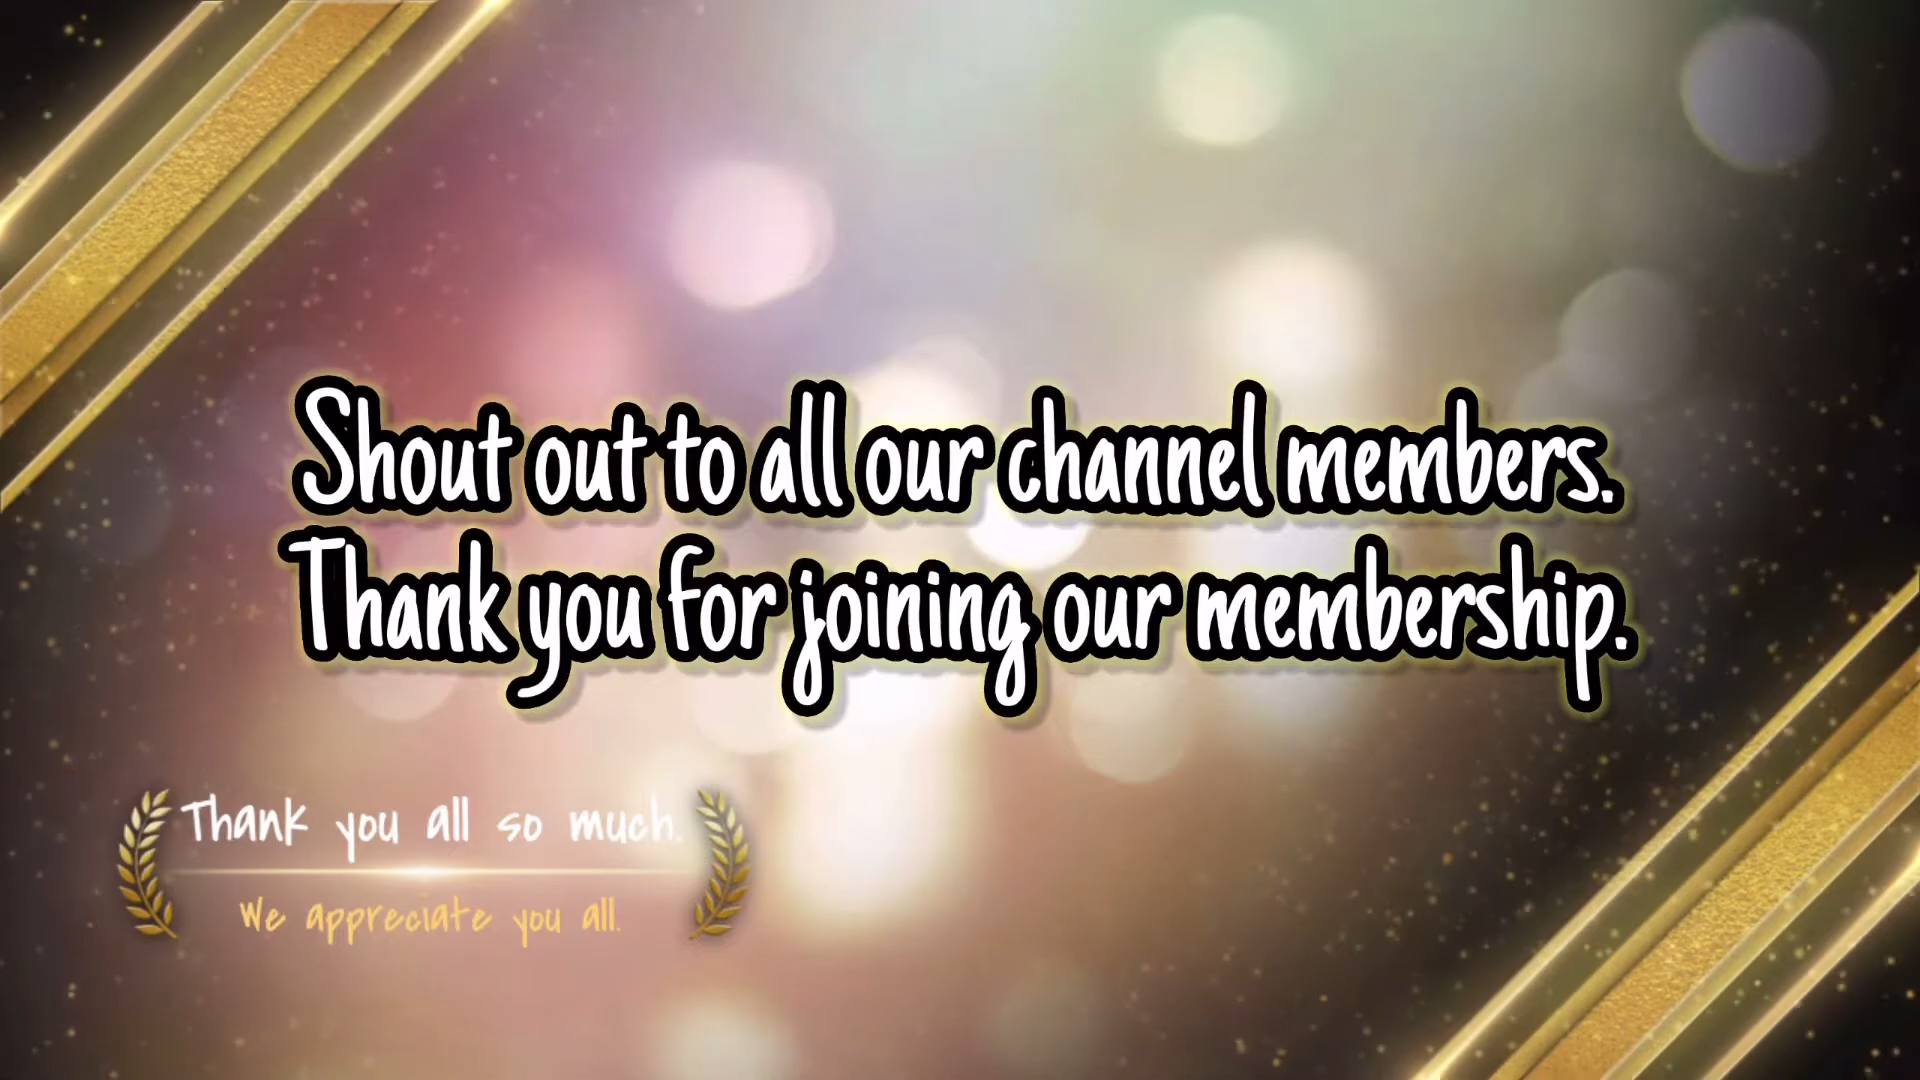 Shout out to all our channel members.
Thank you for joining our membership.
Thank you all so much.
We appreciate you all.